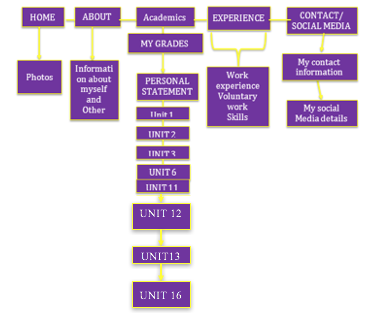 HOME
ABOUT
Academics
EXPERIENCE
CONTACT/
SOCIAL MEDIA
MY GRADES
Photos
Informati
on about
myself
and
Other
PERSONAL
STATEMENT
Work
experience
Voluntary
work
Skills
My contact
information
My social
Media details
Unit 1
UNIT 2
UNIT 3
UNIT 6
UNIT 11
UNIT 12
UNIT13
UNIT 16